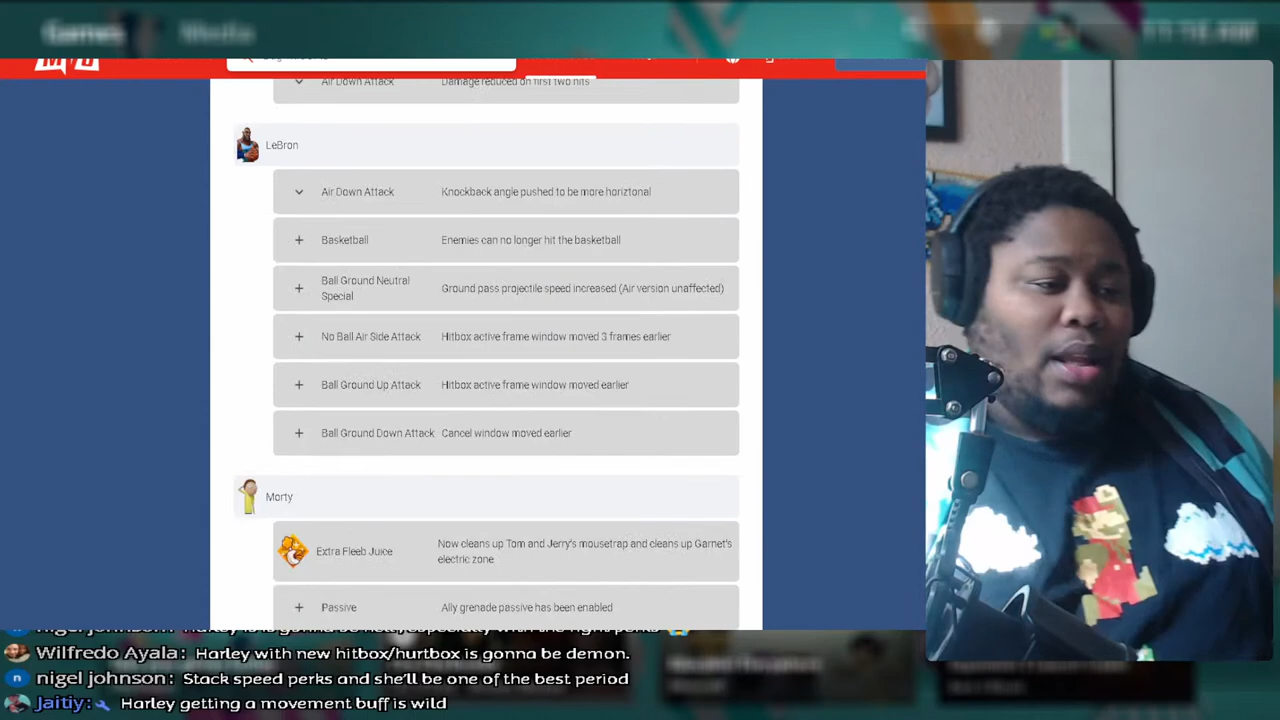 Games Media
Air Down Attack Damage reduced on first two hits
LeBron
Air Down Attack Knockback angle pushed to be more horiztonal
Basketball Enemies can no longer hit the basketball
Ball Ground Neutral
Special
Ground pass projectile speed increased (Air version unaffected)
No Ball Air Side Attack Hitbox active frame window moved 3 frames earlier
Ball Ground Up Attack Hitbox active frame window moved earlier
Ball Ground Down Attack Cancel window moved earlier
Morty
Extra Fleeb Juice
Now cleans up Tom and Jerry's mousetrap and cleans up Garnet's
electric zone
Passive Ally grenade passive has been enabled
Wilfredo Ayala: Harley with new hitbox/hurtbox is gonna be demon.
nigel johnson: Stack speed perks and she'll be one of the best period
Jaitiy: Harley getting a movement buff is wild